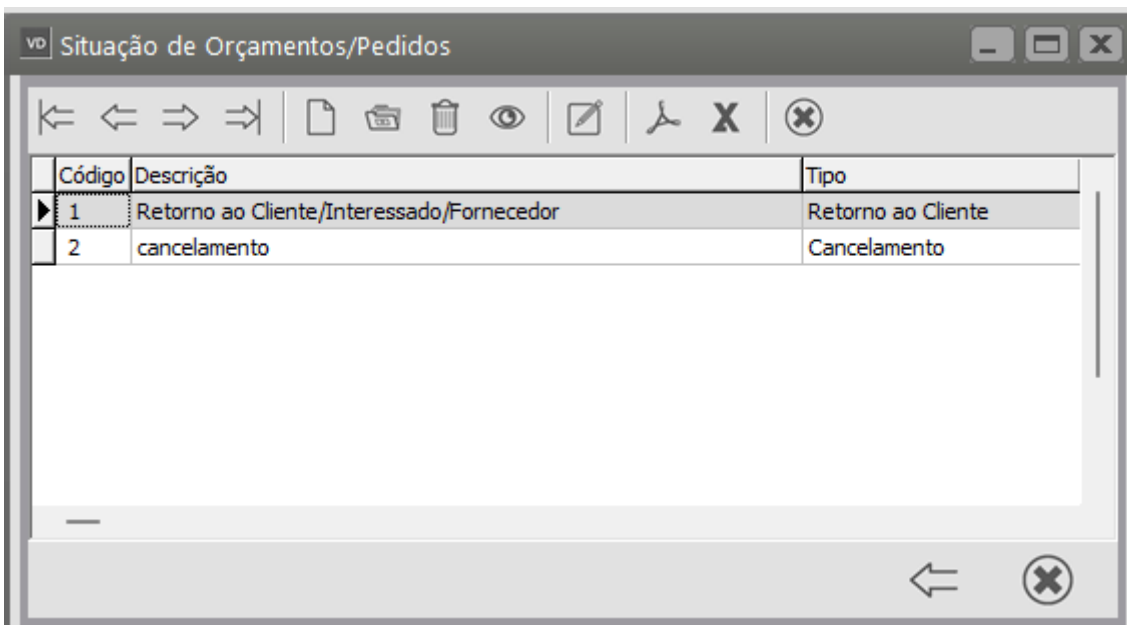 VD Situação de Orçamentos/Pedidos
Código Descrição Tipo
1 Retorno ao Cliente/Interessado/Fornecedor Retorno ao Cliente
2 cancelamento Cancelamento